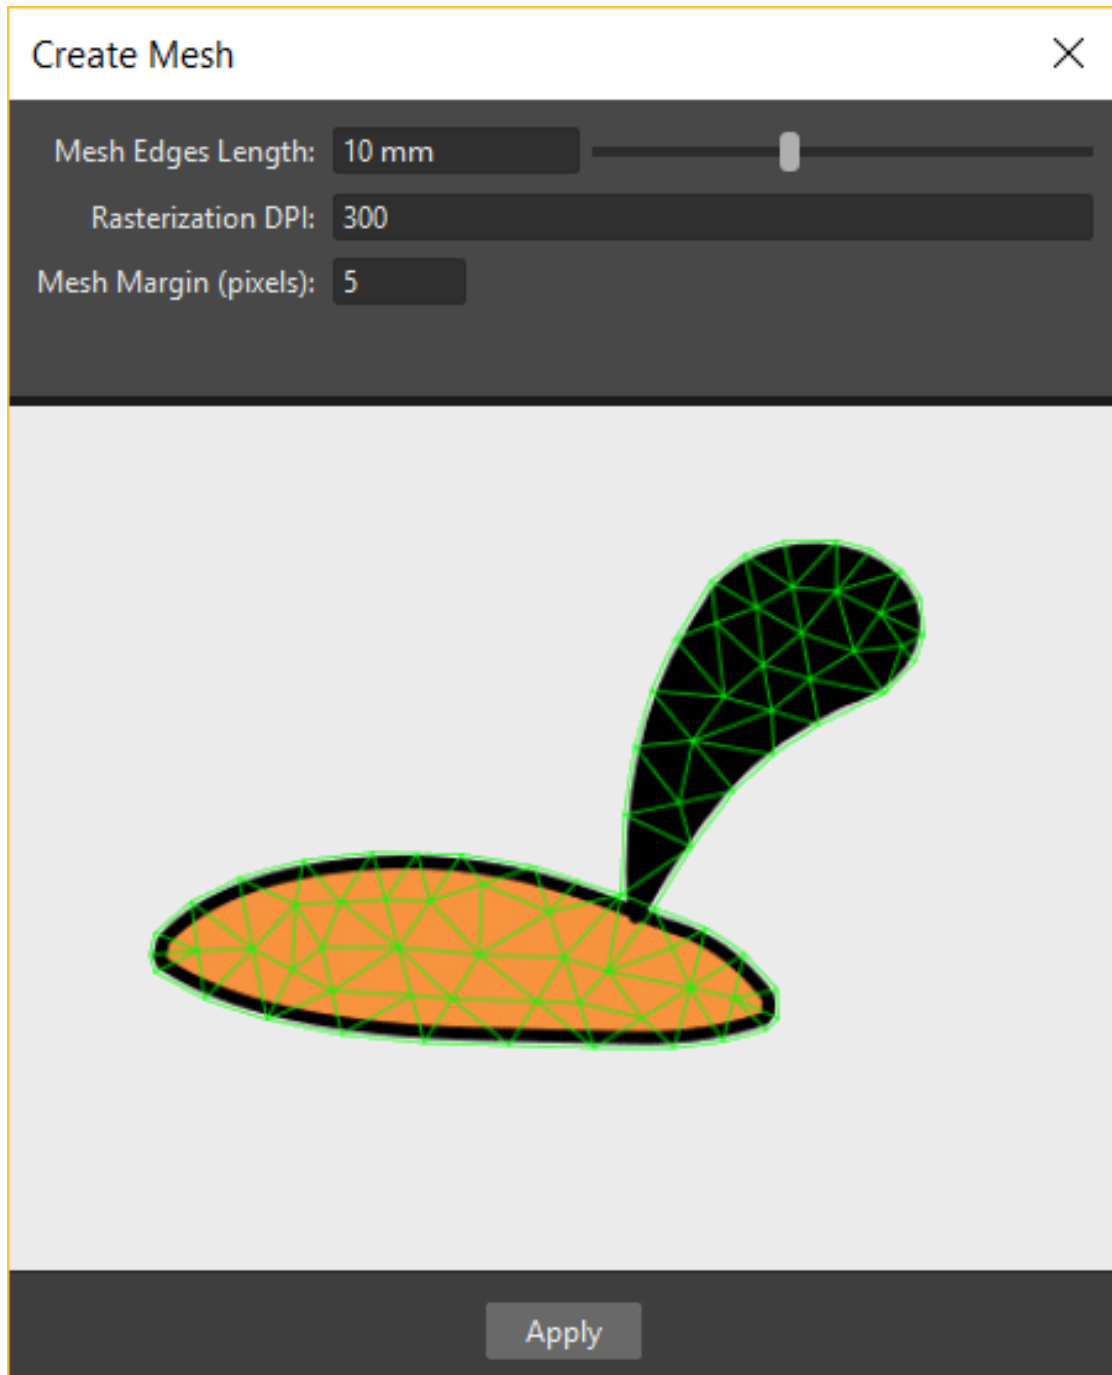 Create Mesh
Mesh Edges Length: 10 mm
Rasterization DPI: 300
Mesh Margin (pixels): 5
Apply